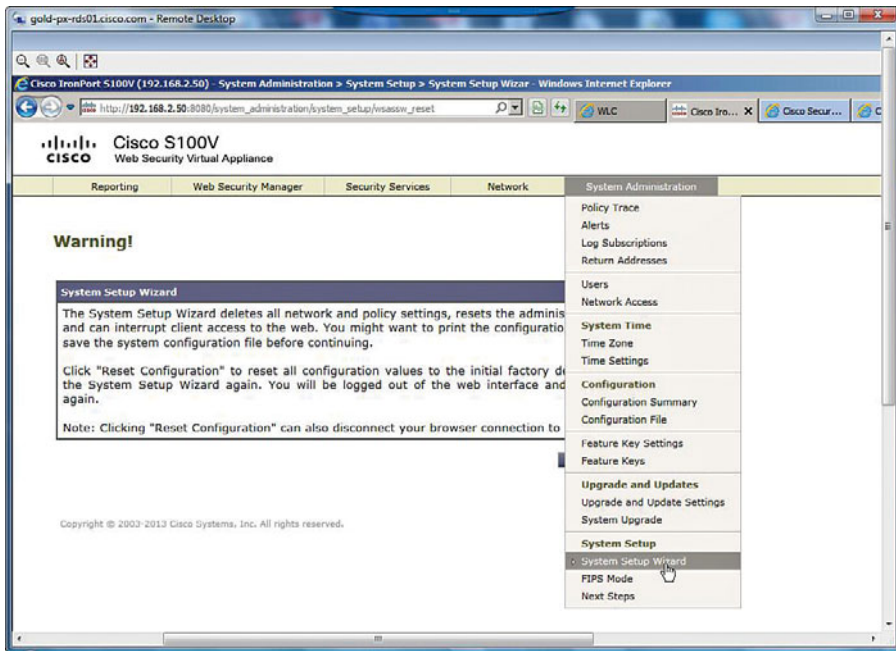 gold-px-rds01.cisco.com - Remote Desktop
Cisco IronPort S100V (192.168.2.50) - System Administration > System Setup > System Setup Wizar - Windows Internet Explorer
http://192.168.2.50:8080/system_administration/system_setup/wsassw_reset
WLC
Cisco Iro...
Cisco Secur...
C
CISCO
Cisco S100V
Web Security Virtual Appliance
Reporting
Web Security Manager
Security Services
Network
System Administration
Policy Trace
Alerts
Log Subscriptions
Return Addresses
Users
Network Access
System Time
Time Zone
Time Settings
Configuration
Configuration Summary
Configuration File
Feature Key Settings
Feature Keys
Upgrade and Updates
Upgrade and Update Settings
System Upgrade
System Setup
System Setup Wizard
FIPS Mode
Next Steps
Warning!
System Setup Wizard
The System Setup Wizard deletes all network and policy settings, resets the adminis
and can interrupt client access to the web. You might want to print the configuratio
save the system configuration file before continuing.
Click "Reset Configuration" to reset all configuration values to the initial factory de
the System Setup Wizard again. You will be logged out of the web interface and
again.
Note: Clicking "Reset Configuration" can also disconnect your browser connection to
Copyright © 2003-2013 Cisco Systems, Inc. All rights reserved.